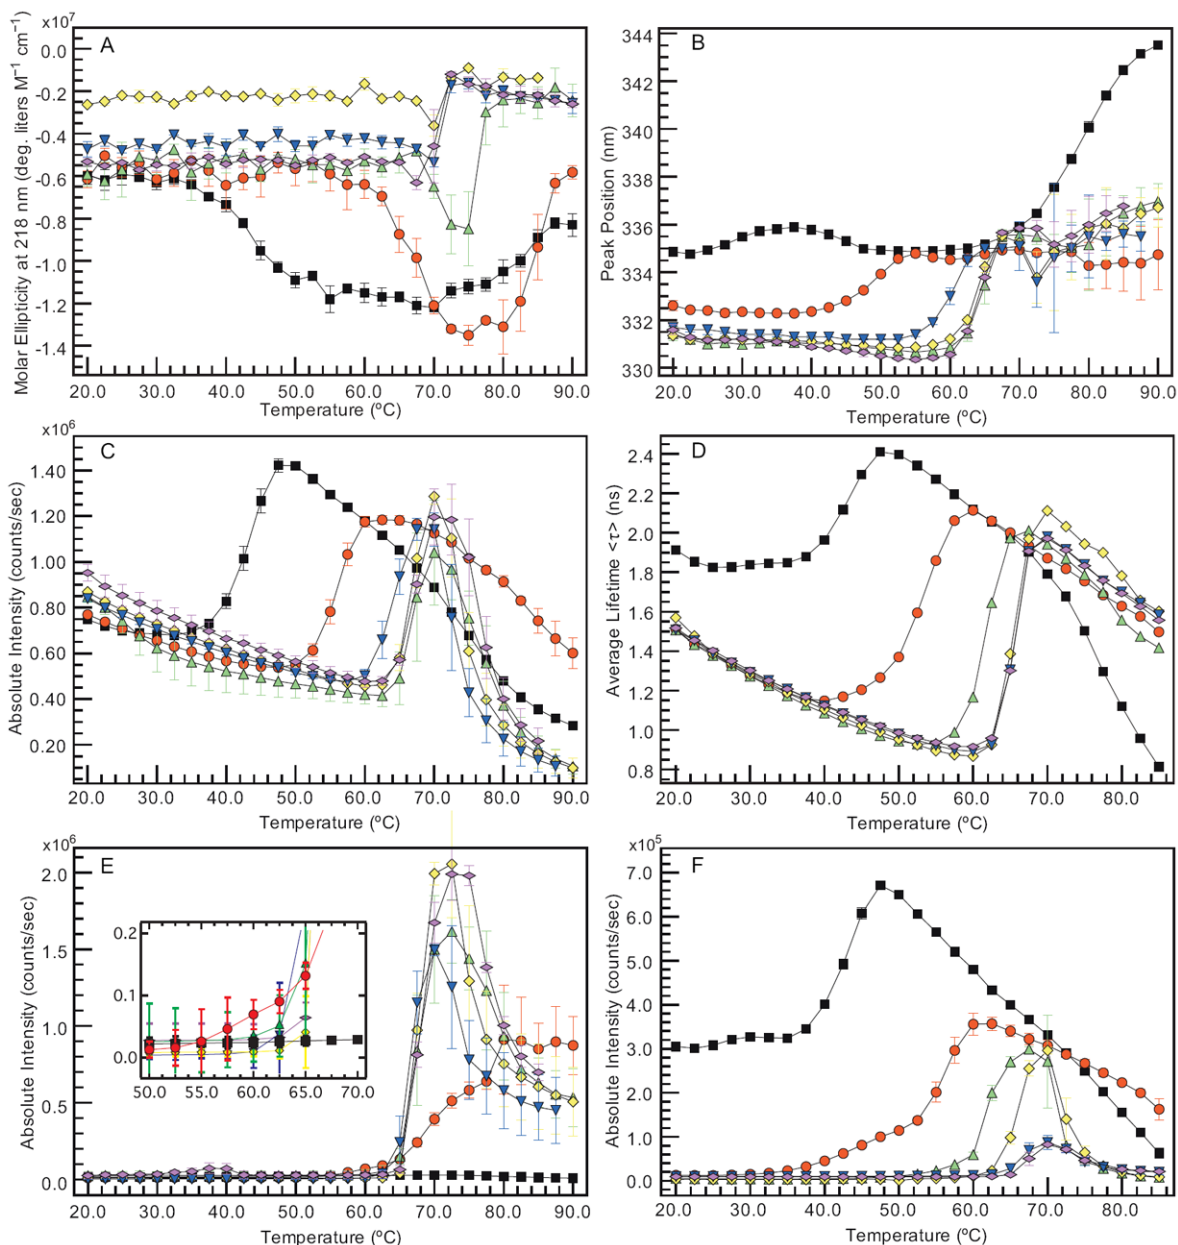 x10⁷
A
0.0
-0.2
-0.4
-0.6
-0.8
-1.0
-1.2
-1.4
Molar Ellipticity at 218 nm (deg. liters M⁻¹ cm⁻¹)
20.0 30.0 40.0 50.0 60.0 70.0 80.0 90.0
Temperature (ºC)
B
344
342
340
338
336
334
332
330
Peak Position (nm)
20.0 30.0 40.0 50.0 60.0 70.0 80.0 90.0
Temperature (ºC)
x10⁶
C
1.40
1.20
1.00
0.80
0.60
0.40
0.20
Absolute Intensity (counts/sec)
20.0 30.0 40.0 50.0 60.0 70.0 80.0 90.0
Temperature (ºC)
D
2.4
2.2
2.0
1.8
1.6
1.4
1.2
1.0
0.8
Average Lifetime <τ> (ns)
20.0 30.0 40.0 50.0 60.0 70.0 80.0
Temperature (ºC)
x10⁶
E
2.0
1.5
1.0
0.5
0.0
Absolute Intensity (counts/sec)
0.2
0.1
0.0
50.0 55.0 60.0 65.0 70.0
20.0 30.0 40.0 50.0 60.0 70.0 80.0 90.0
Temperature (ºC)
x10⁵
F
7.0
6.0
5.0
4.0
3.0
2.0
1.0
0.0
Absolute Intensity (counts/sec)
20.0 30.0 40.0 50.0 60.0 70.0 80.0
Temperature (ºC)